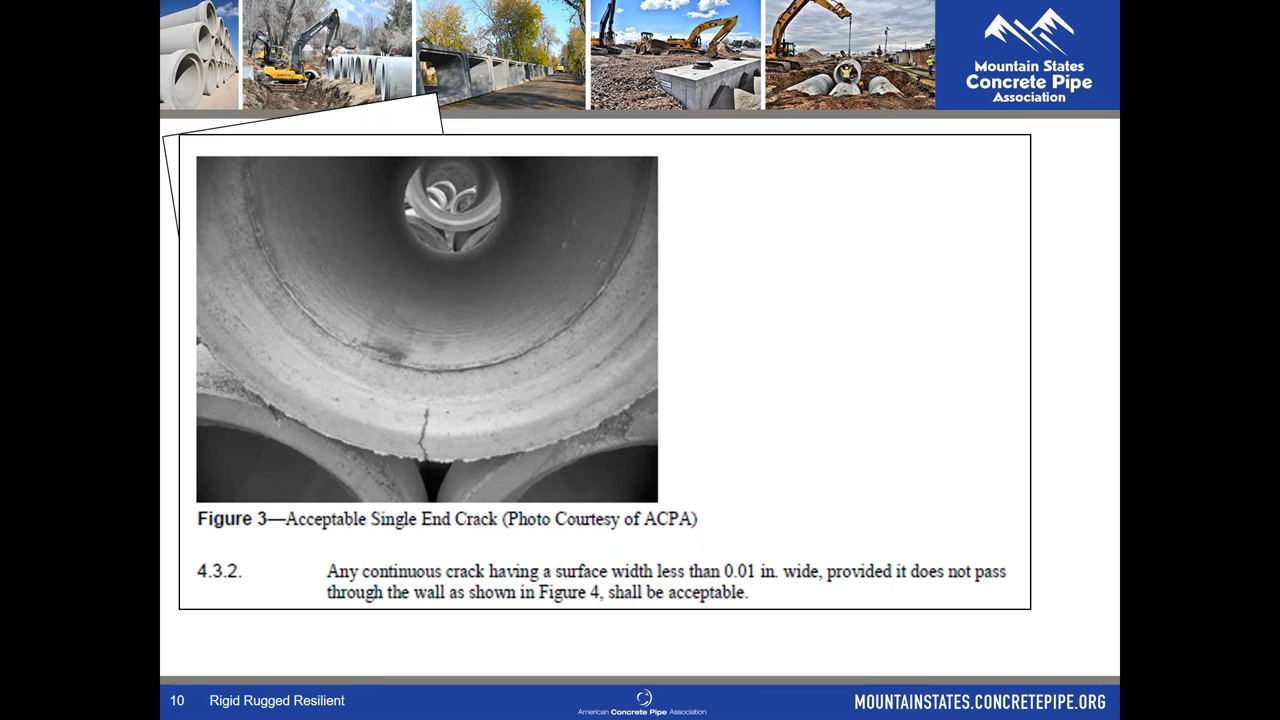 Mountain States
Concrete Pipe
Association
Figure 3—Acceptable Single End Crack (Photo Courtesy of ACPA)
4.3.2. Any continuous crack having a surface width less than 0.01 in. wide, provided it does not pass
through the wall as shown in Figure 4, shall be acceptable.
10 Rigid Rugged Resilient
American Concrete Pipe Association
MOUNTAINSTATES.CONCRETEPIPE.ORG